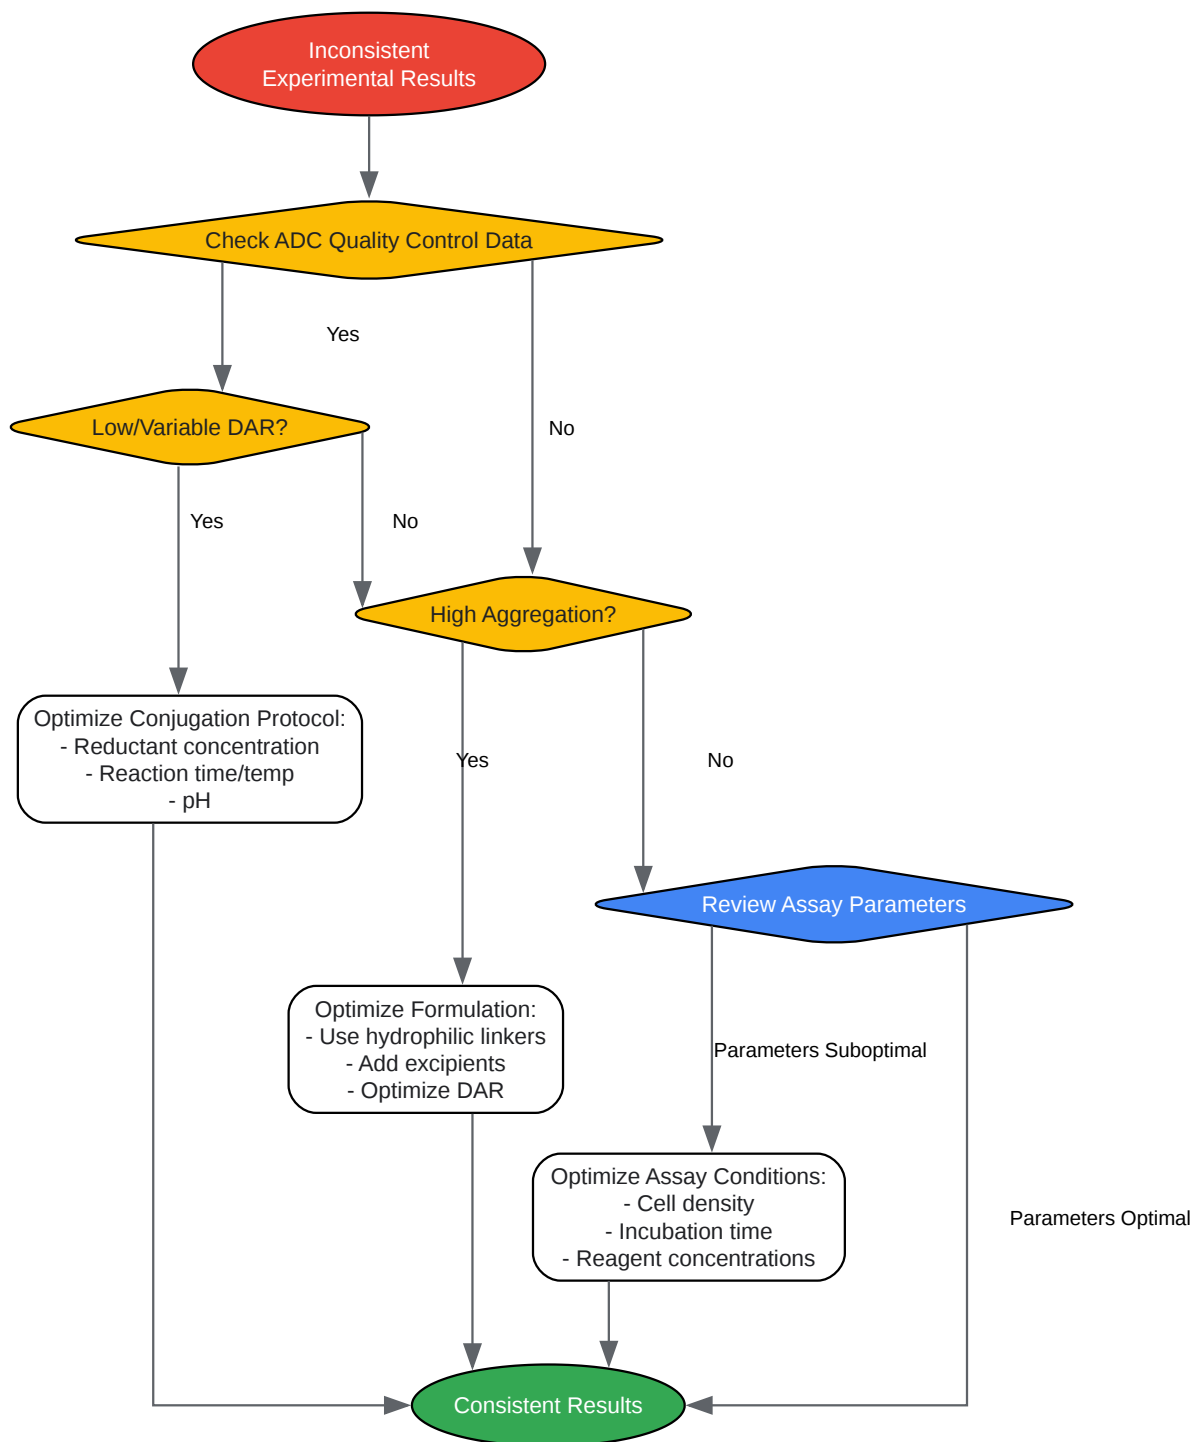 Inconsistent
Experimental Results
Check ADC Quality Control Data
Yes
Low/Variable DAR?
No
Yes
No
High Aggregation?
Optimize Conjugation Protocol:
- Reductant concentration
- Reaction time/temp
- pH
Yes
No
Review Assay Parameters
Optimize Formulation:
- Use hydrophilic linkers
- Add excipients
- Optimize DAR
Parameters Suboptimal
Optimize Assay Conditions:
- Cell density
- Incubation time
- Reagent concentrations
Parameters Optimal
Consistent Results